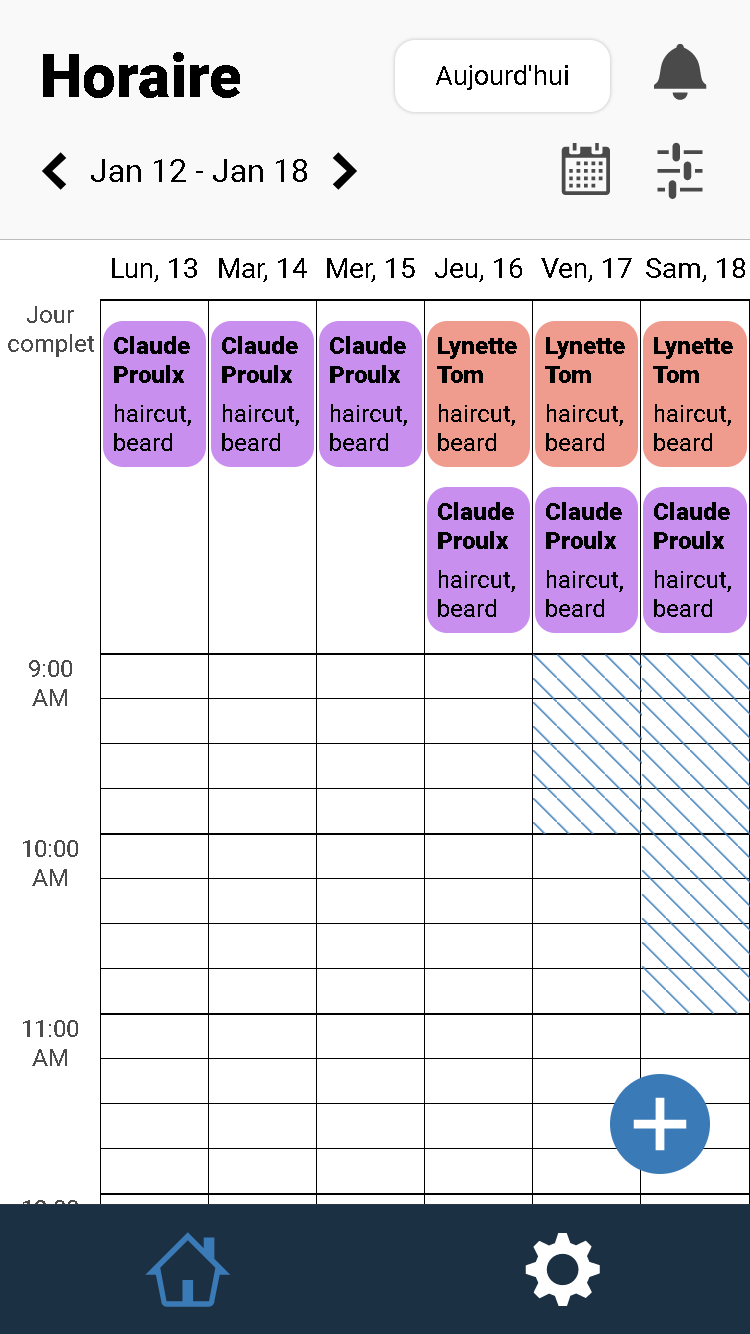 Horaire
Aujourd'hui
Jan 12 - Jan 18
Lun, 13 Mar, 14 Mer, 15 Jeu, 16 Ven, 17 Sam, 18
Jour
complet
Claude
Proulx
haircut,
beard
Claude
Proulx
haircut,
beard
Claude
Proulx
haircut,
beard
Lynette
Tom
haircut,
beard
Lynette
Tom
haircut,
beard
Lynette
Tom
haircut,
beard
Claude
Proulx
haircut,
beard
Claude
Proulx
haircut,
beard
Claude
Proulx
haircut,
beard
9:00
AM
10:00
AM
11:00
AM